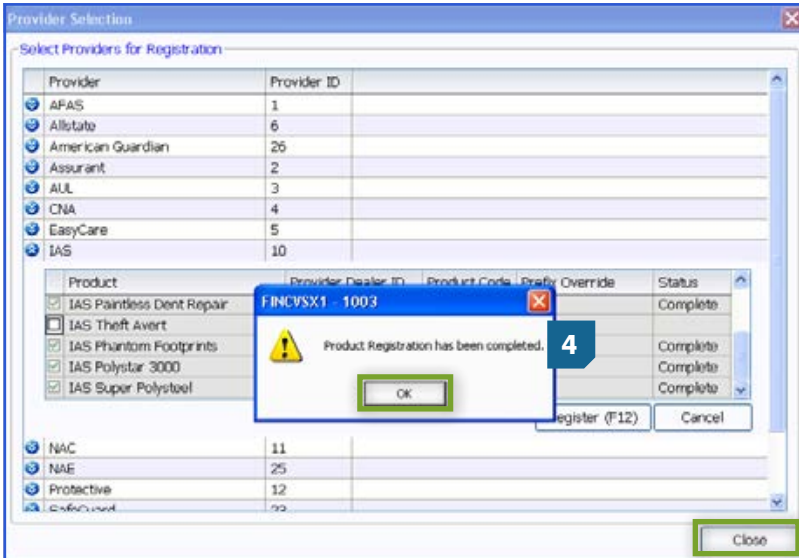 Provider Selection
Select Providers for Registration
Provider Provider ID
AFAS 1
Allstate 6
American Guardian 26
Assurant 2
AUL 3
CNA 4
EasyCare 5
IAS 10
Product Provider Dealer ID Product Code Prefix Override Status
IAS Paintless Dent Repair Complete
IAS Theft Avert
IAS Phantom Footprints Complete
IAS Polystar 3000 Complete
IAS Super Polysteel Complete
FINCVSX1 - 1003
Product Registration has been completed.
4
OK
Register (F12) Cancel
NAC 11
NAE 25
Protective 12
SafeGuard 23
Close